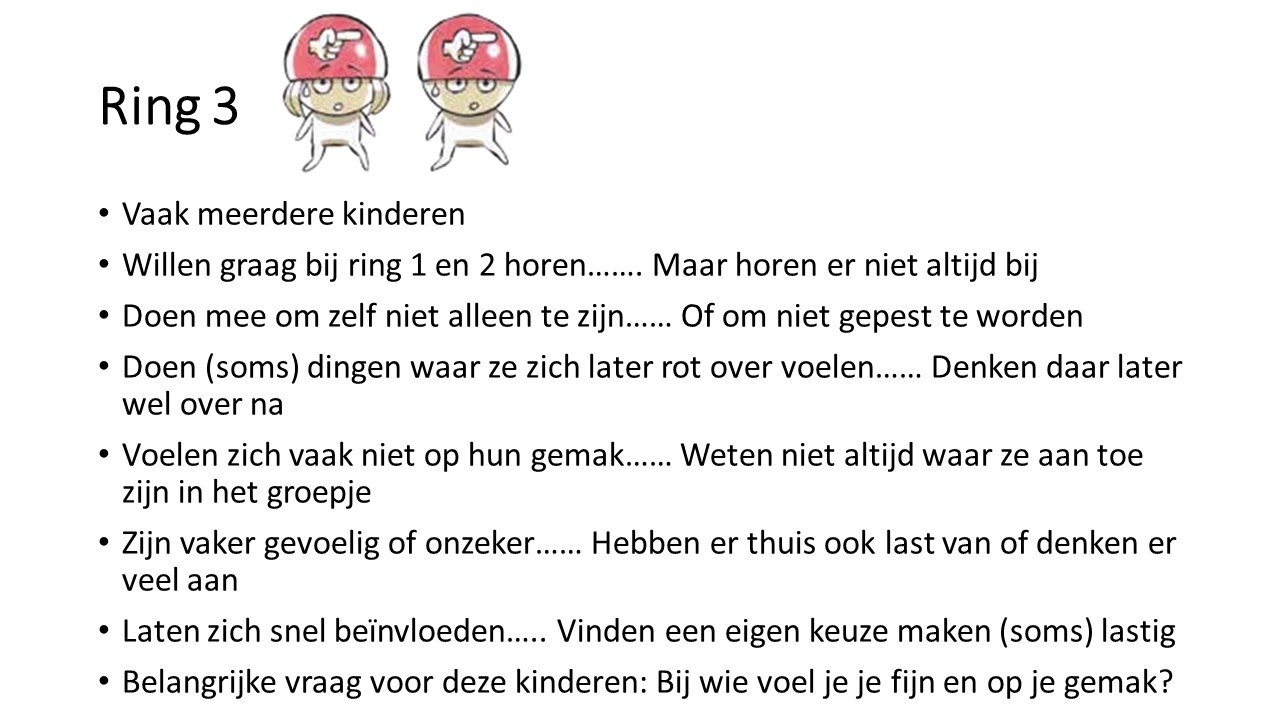 Ring 3
• Vaak meerdere kinderen
• Willen graag bij ring 1 en 2 horen……. Maar horen er niet altijd bij
• Doen mee om zelf niet alleen te zijn…… Of om niet gepest te worden
• Doen (soms) dingen waar ze zich later rot over voelen…… Denken daar later
wel over na
• Voelen zich vaak niet op hun gemak…… Weten niet altijd waar ze aan toe
zijn in het groepje
• Zijn vaker gevoelig of onzeker…… Hebben er thuis ook last van of denken er
veel aan
• Laten zich snel beïnvloeden….. Vinden een eigen keuze maken (soms) lastig
• Belangrijke vraag voor deze kinderen: Bij wie voel je je fijn en op je gemak?